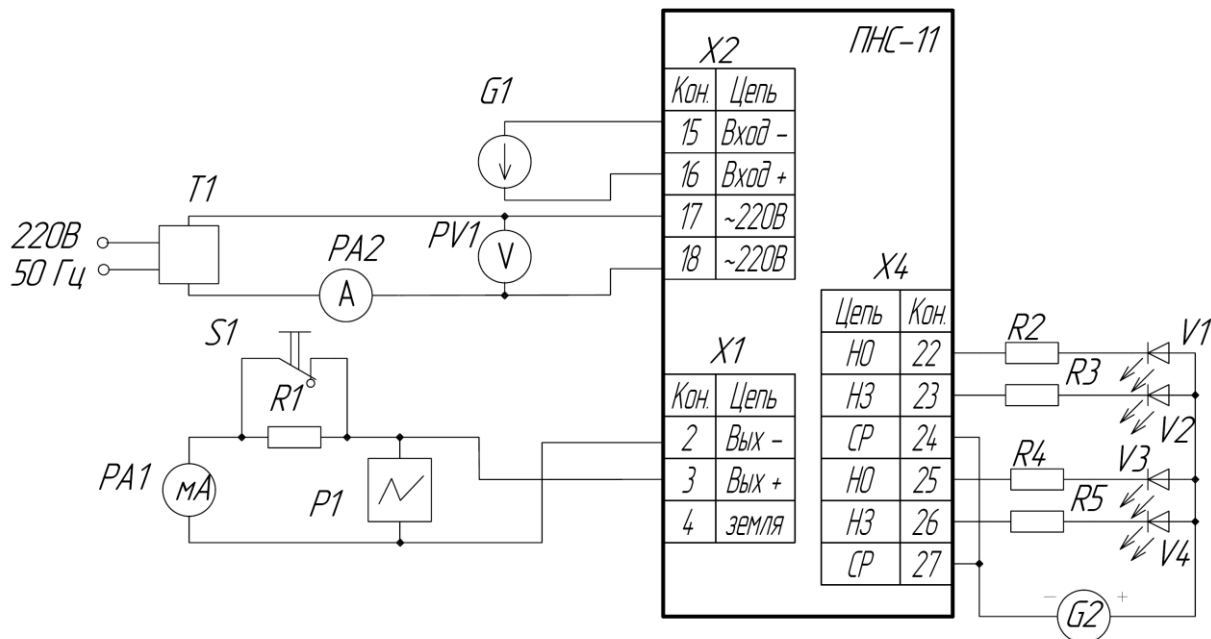 ПНС-11
X2
Кон. Цепь
15 Вход -
16 Вход +
17 ~220В
18 ~220В
G1
T1
220В
50 Гц
PA2
A
PV1
V
S1
R1
PA1
мА
P1
X1
Кон. Цепь
2 Вых -
3 Вых +
4 земля
X4
Цепь Кон.
НО 22
НЗ 23
СР 24
НО 25
НЗ 26
СР 27
R2
V1
R3
V2
R4
V3
R5
V4
- G2 +